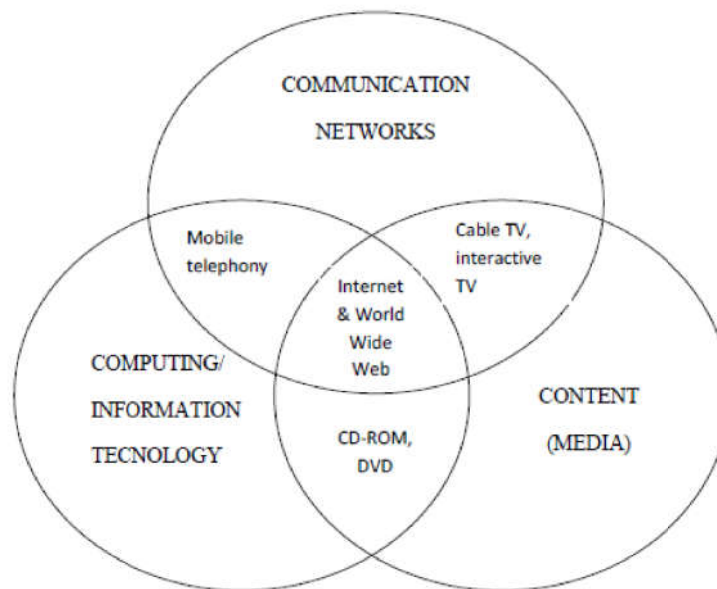 COMMUNICATION
NETWORKS
Mobile
telephony
Cable TV,
interactive
TV
Internet
& World
Wide
Web
COMPUTING/
INFORMATION
TECNOLOGY
CONTENT
(MEDIA)
CD-ROM,
DVD